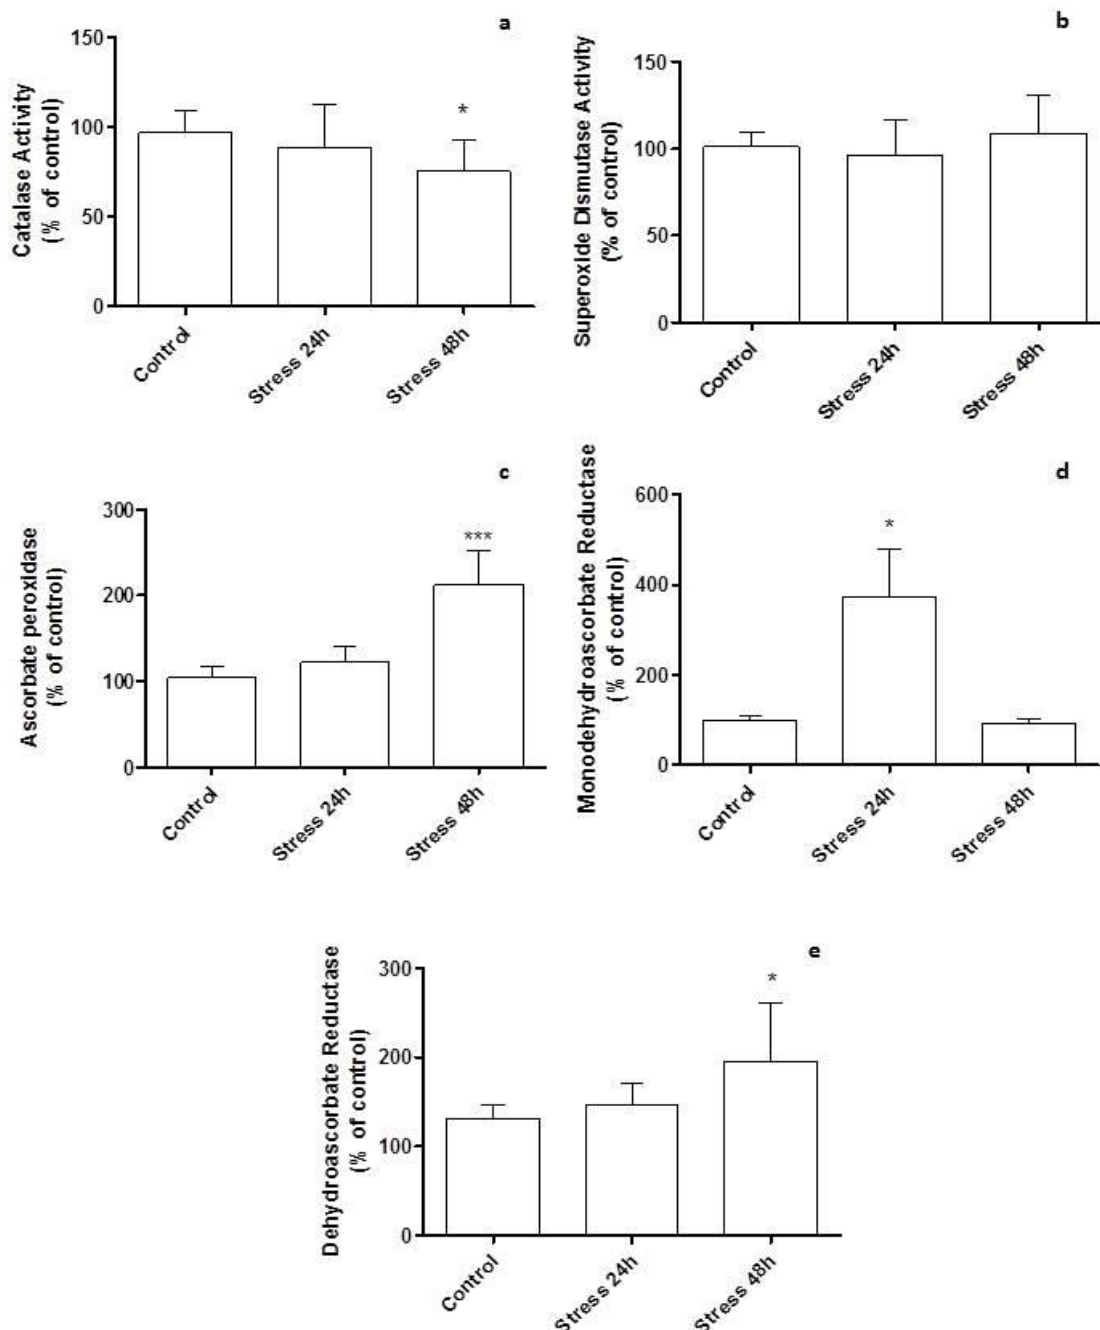 a
Catalase Activity
(% of control)
150
100
50
0
*
Control
Stress 24h
Stress 48h
b
Superoxide Dismutase Activity
(% of control)
150
100
50
0
Control
Stress 24h
Stress 48h
c
Ascorbate peroxidase
(% of control)
300
200
100
0
***
Control
Stress 24h
Stress 48h
d
Monodehydroascorbate Reductase
(% of control)
600
400
200
0
*
Control
Stress 24h
Stress 48h
e
Dehydroascorbate Reductase
(% of control)
300
200
100
0
*
Control
Stress 24h
Stress 48h